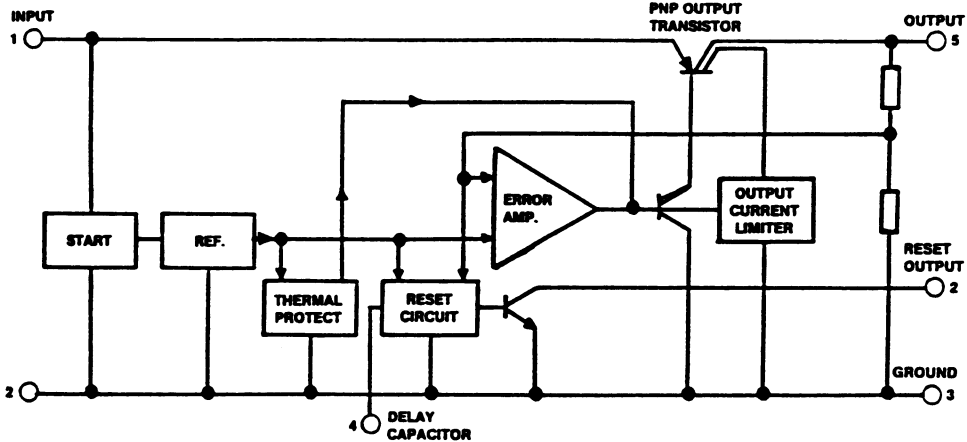 INPUT
1
PNP OUTPUT
TRANSISTOR
OUTPUT
5
START
REF.
ERROR
AMP.
OUTPUT
CURRENT
LIMITER
THERMAL
PROTECT
RESET
CIRCUIT
RESET
OUTPUT
2
2
GROUND
3
4
DELAY
CAPACITOR